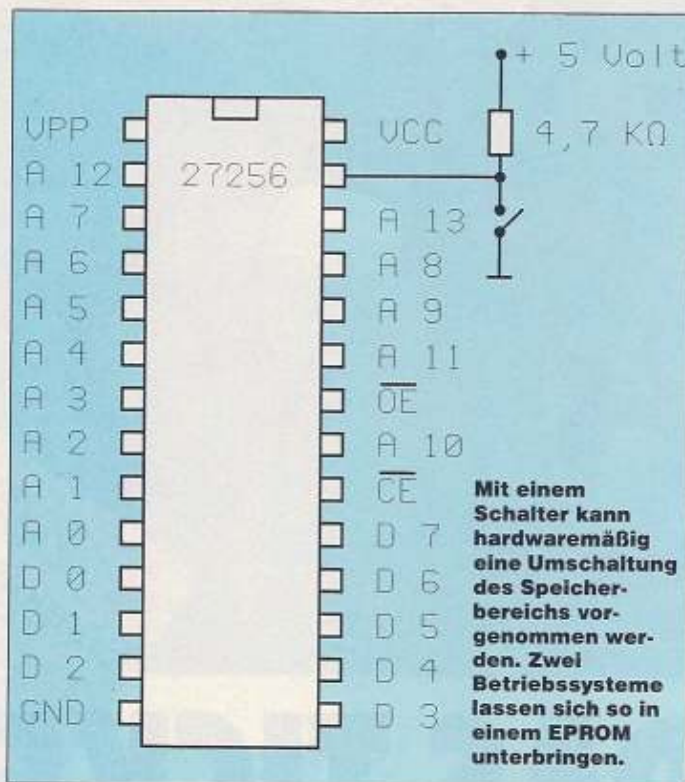 + 5 Volt
4,7 KΩ
27256
VPP
A 12
A 7
A 6
A 5
A 4
A 3
A 2
A 1
A 0
D 0
D 1
D 2
GND
VCC
A 13
A 8
A 9
A 11
OE
A 10
CE
D 7
D 6
D 5
D 4
D 3
Mit einem
Schalter kann
hardwaremäßig
eine Umschaltung
des Speicher-
bereichs vor-
genommen wer-
den. Zwei
Betriebssysteme
lassen sich so in
einem EPROM
unterbringen.